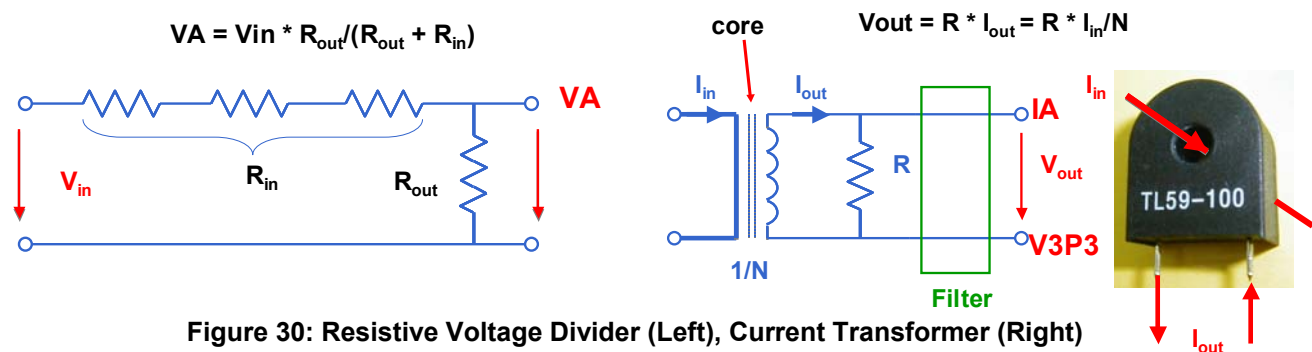 VA = Vin * Rout/(Rout + Rin)
VA
Vin
Rin
Rout
core
Vout = R * Iout = R * Iin/N
Iin
Iout
IA
R
Vout
V3P3
1/N
Filter
Iin
TL59-100
Iout
Figure 30: Resistive Voltage Divider (Left), Current Transformer (Right)